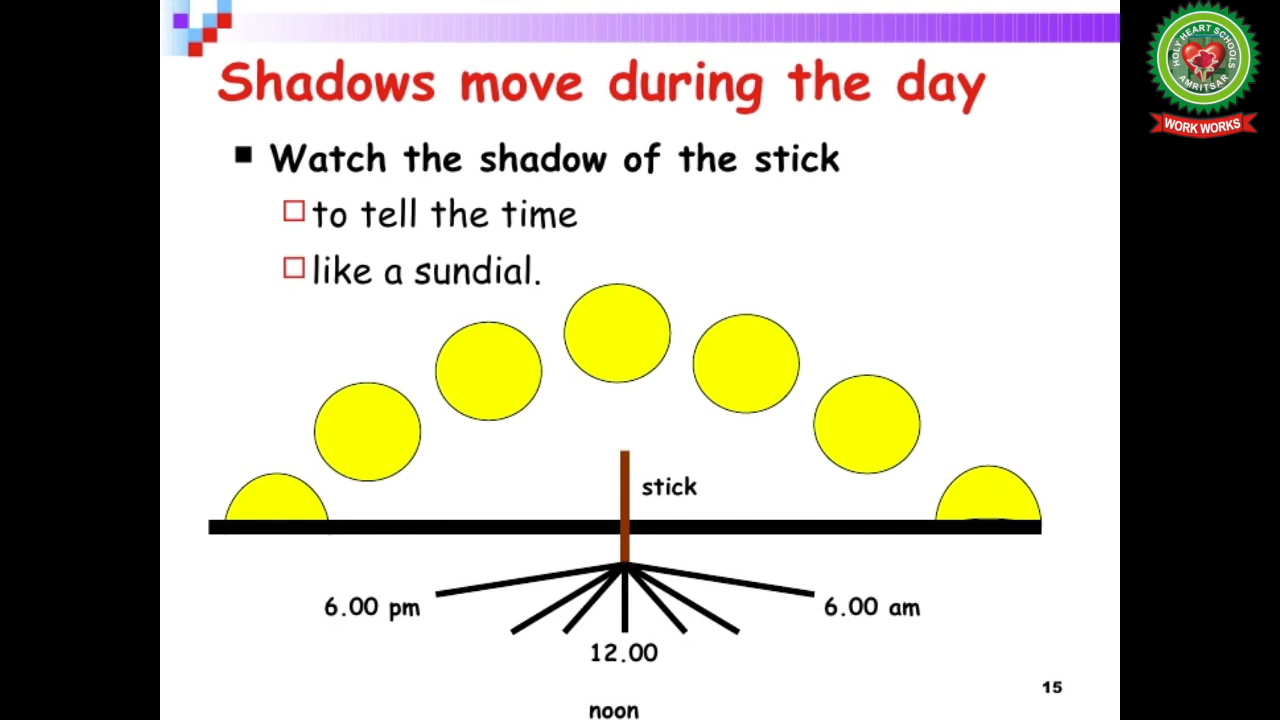 Shadows move during the day
Watch the shadow of the stick
to tell the time
like a sundial.
stick
6.00 pm
6.00 am
12.00
noon
15
HOLY HEART SCHOOLS
AMRITSAR
WORK WORKS